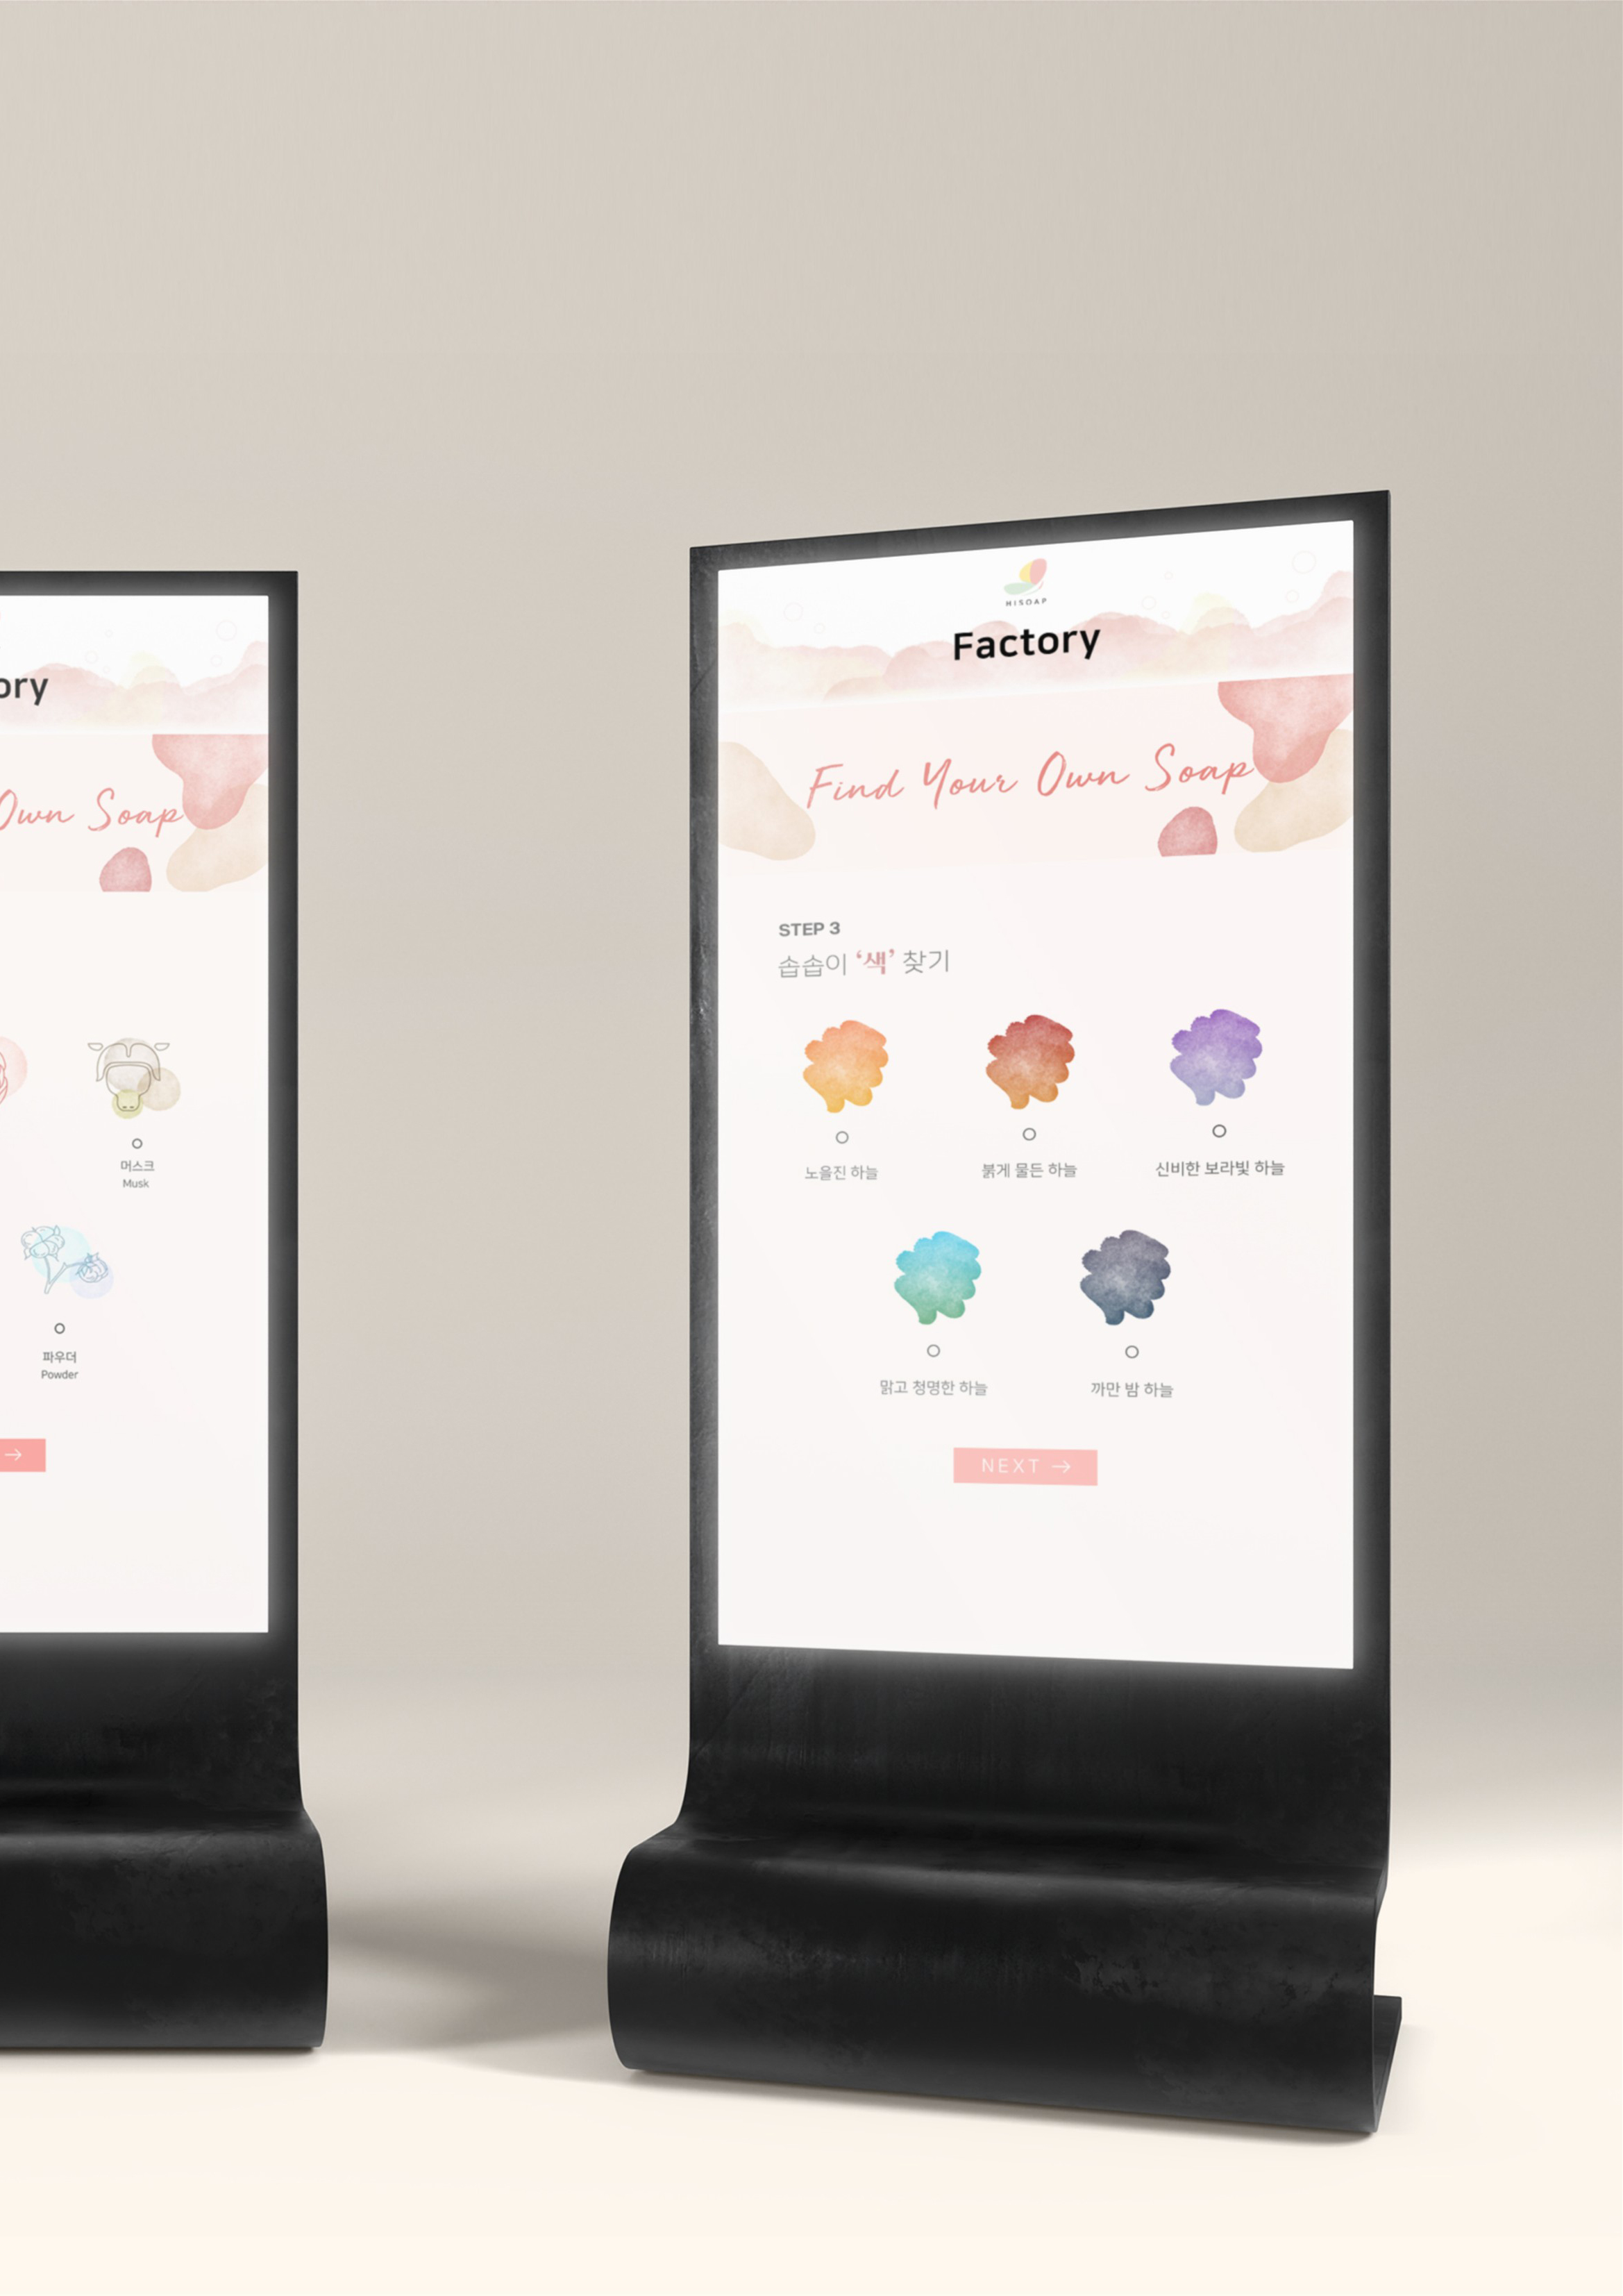 ory
Own Soap
머스크
Musk
파우더
Powder
→
HISOAP
Factory
Find Your Own Soap
STEP 3
솝솝이 ‘색’ 찾기
노을진 하늘
붉게 물든 하늘
신비한 보라빛 하늘
맑고 청명한 하늘
까만 밤 하늘
NEXT →